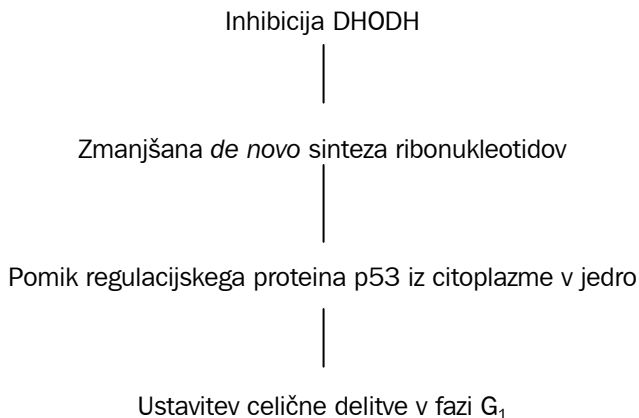 Inhibicija DHODH
Zmanjšana de novo sinteza ribonukleotidov
Pomik regulacijskega proteina p53 iz citoplazme v jedro
Ustavitev celične delitve v fazi G₁